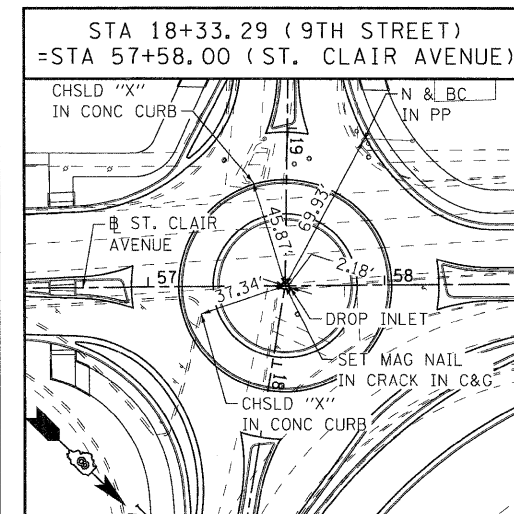 STA 18+33.29 (9TH STREET)
=STA 57+58.00 (ST. CLAIR AVENUE)
CHSLD "X"
IN CONC CURB
N & BC
IN PP
19
69.93'
45.87'
℄ ST. CLAIR
AVENUE
57
37.34'
2.18'
58
DROP INLET
SET MAG NAIL
IN CRACK IN C&G
18
CHSLD "X"
IN CONC CURB